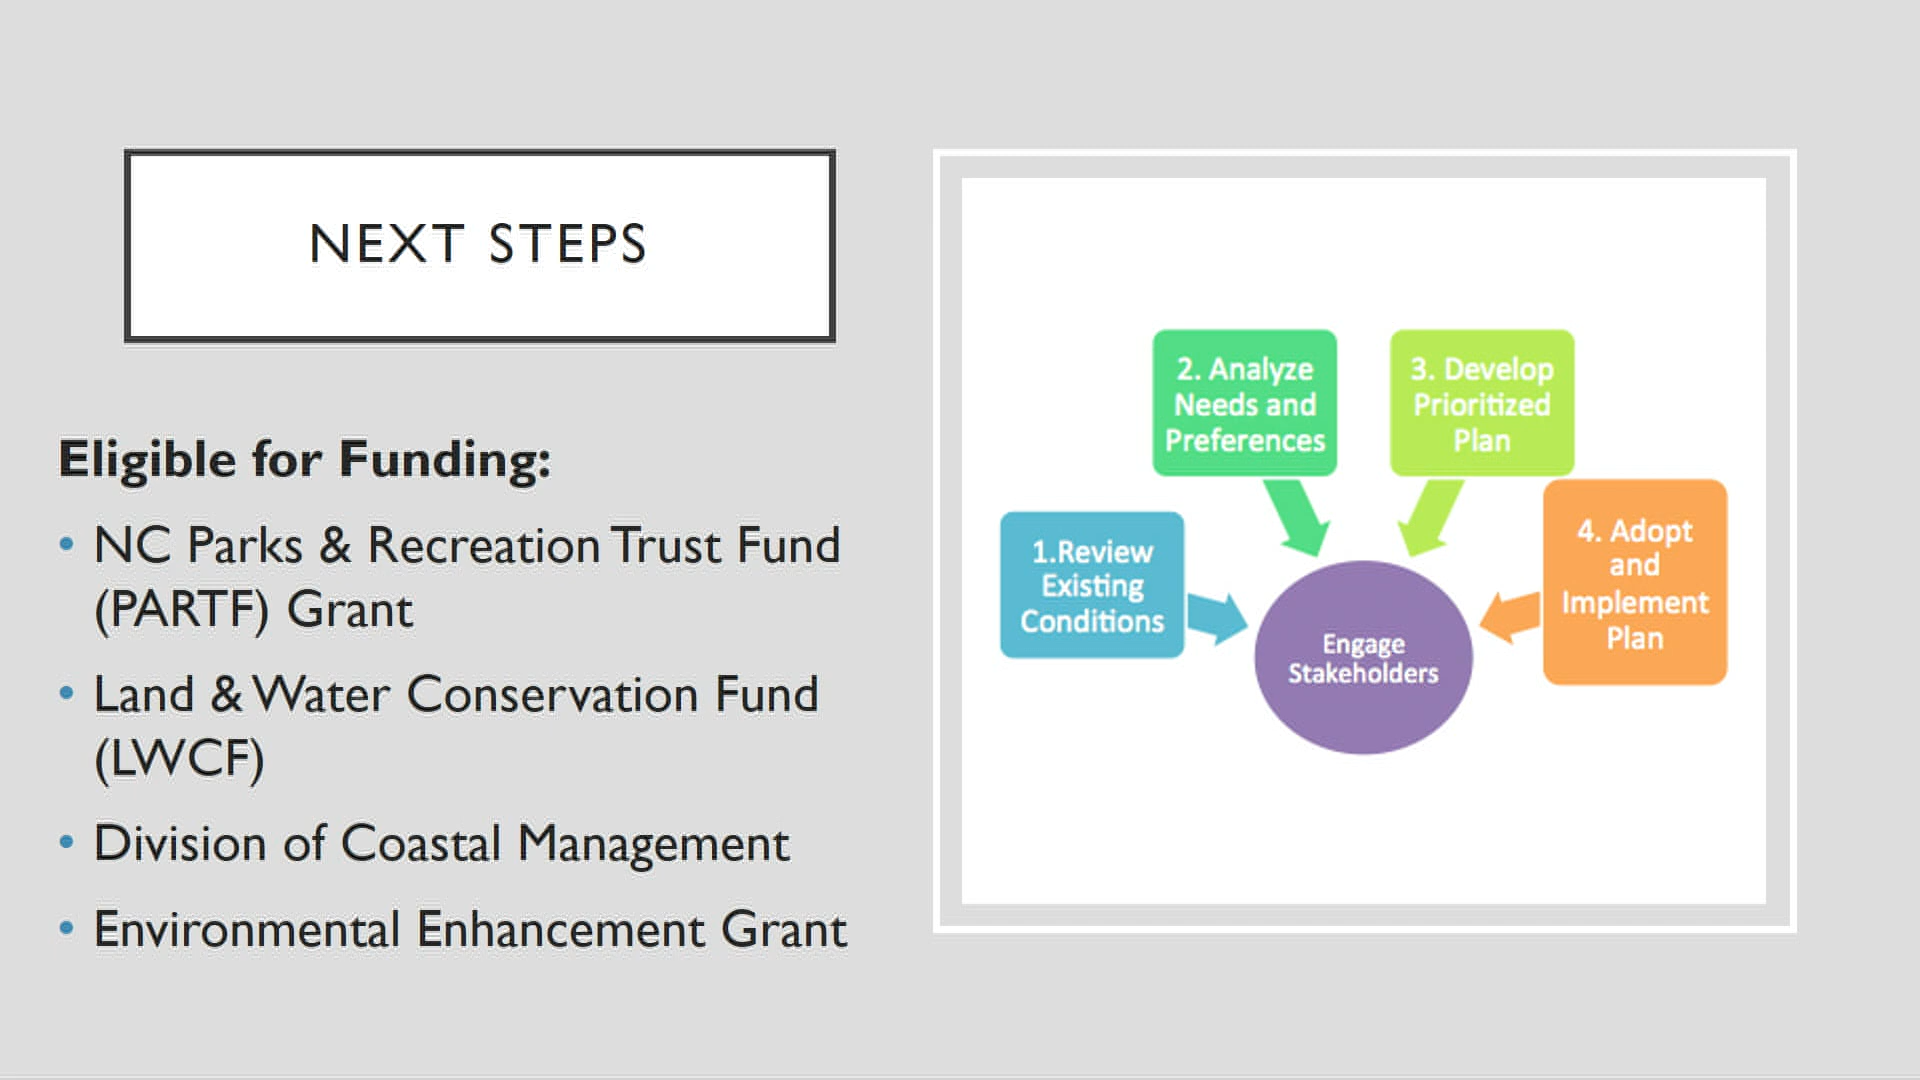 NEXT STEPS
Eligible for Funding:
• NC Parks & Recreation Trust Fund
(PARTF) Grant
• Land & Water Conservation Fund
(LWCF)
• Division of Coastal Management
• Environmental Enhancement Grant
1.Review
Existing
Conditions
2. Analyze
Needs and
Preferences
3. Develop
Prioritized
Plan
4. Adopt
and
Implement
Plan
Engage
Stakeholders